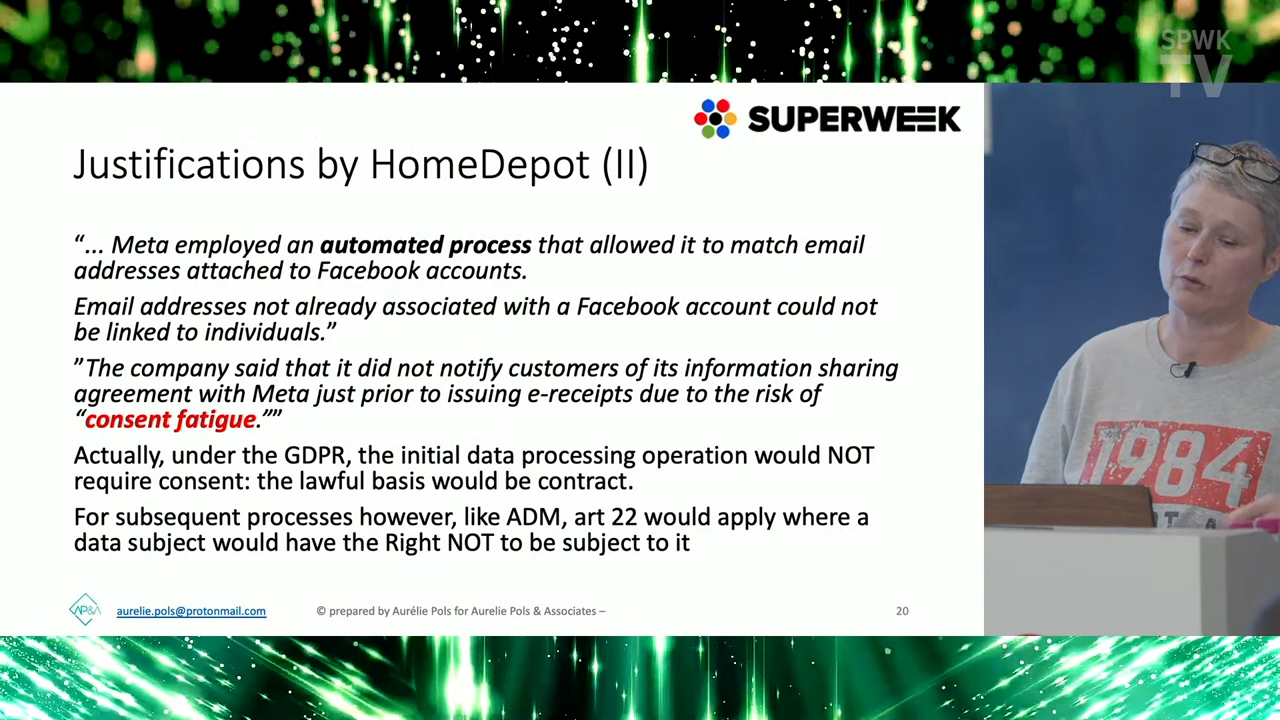 SPWK
TV
SUPERWEEK
Justifications by HomeDepot (II)
“... Meta employed an automated process that allowed it to match email
addresses attached to Facebook accounts.
Email addresses not already associated with a Facebook account could not
be linked to individuals.”
”The company said that it did not notify customers of its information sharing
agreement with Meta just prior to issuing e-receipts due to the risk of
“consent fatigue.””
Actually, under the GDPR, the initial data processing operation would NOT
require consent: the lawful basis would be contract.
For subsequent processes however, like ADM, art 22 would apply where a
data subject would have the Right NOT to be subject to it
AP&A
aurelie.pols@protonmail.com
© prepared by Aurélie Pols for Aurelie Pols & Associates –
20
1984